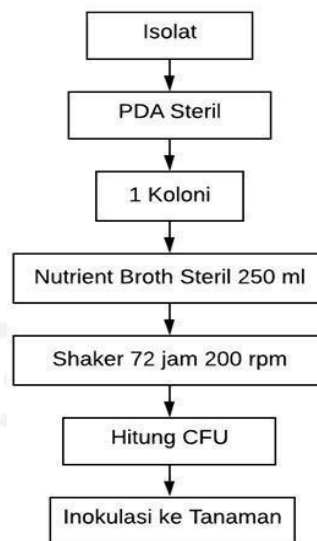 Isolat
PDA Steril
1 Koloni
Nutrient Broth Steril 250 ml
Shaker 72 jam 200 rpm
Hitung CFU
Inokulasi ke Tanaman